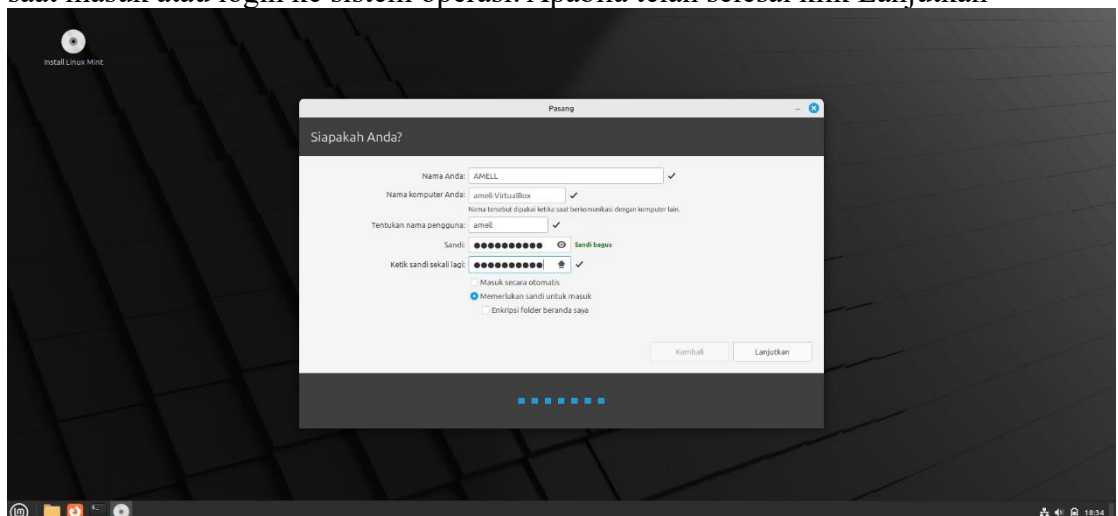 saat masuk atau login ke sistem operasi. Apabila telah selesai klik Lanjutkan
Install Linux Mint
Pasang
Siapakah Anda?
Nama Anda: AMELL
Nama komputer Anda: amell-VirtualBox
Nama tersebut dipakai ketika saat berkomunikasi dengan komputer lain.
Tentukan nama pengguna: amell
Sandi: ●●●●●●●●●● Sandi bagus
Ketik sandi sekali lagi: ●●●●●●●●●●
Masuk secara otomatis
Memerlukan sandi untuk masuk
Enkripsi folder beranda saya
Kembali Lanjutkan
18:34